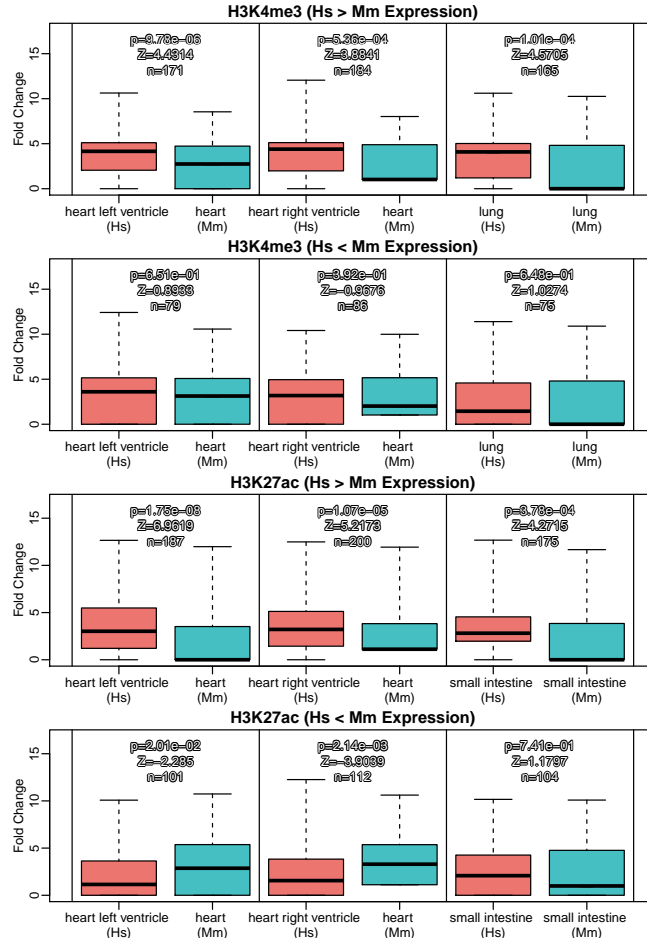 H3K4me3 (Hs > Mm Expression)
Fold Change
0 5 10 15
p=9.78e−06 p=5.36e−04 p=1.01e−04
Z=4.4314 Z=3.8841 Z=4.5705
n=171 n=184 n=165
heart left ventricle heart heart right ventricle heart lung lung
(Hs) (Mm) (Hs) (Mm) (Hs) (Mm)
H3K4me3 (Hs < Mm Expression)
Fold Change
0 5 10 15
p=6.51e−01 p=3.92e−01 p=6.48e−01
Z=0.8933 Z=−0.9676 Z=1.0274
n=79 n=86 n=75
heart left ventricle heart heart right ventricle heart lung lung
(Hs) (Mm) (Hs) (Mm) (Hs) (Mm)
H3K27ac (Hs > Mm Expression)
Fold Change
0 5 10 15
p=1.75e−08 p=1.07e−05 p=3.78e−04
Z=6.9619 Z=5.2173 Z=4.2715
n=187 n=200 n=175
heart left ventricle heart heart right ventricle heart small intestine small intestine
(Hs) (Mm) (Hs) (Mm) (Hs) (Mm)
H3K27ac (Hs < Mm Expression)
Fold Change
0 5 10 15
p=2.01e−02 p=2.14e−03 p=7.41e−01
Z=−2.285 Z=−3.9039 Z=1.1797
n=101 n=112 n=104
heart left ventricle heart heart right ventricle heart small intestine small intestine
(Hs) (Mm) (Hs) (Mm) (Hs) (Mm)